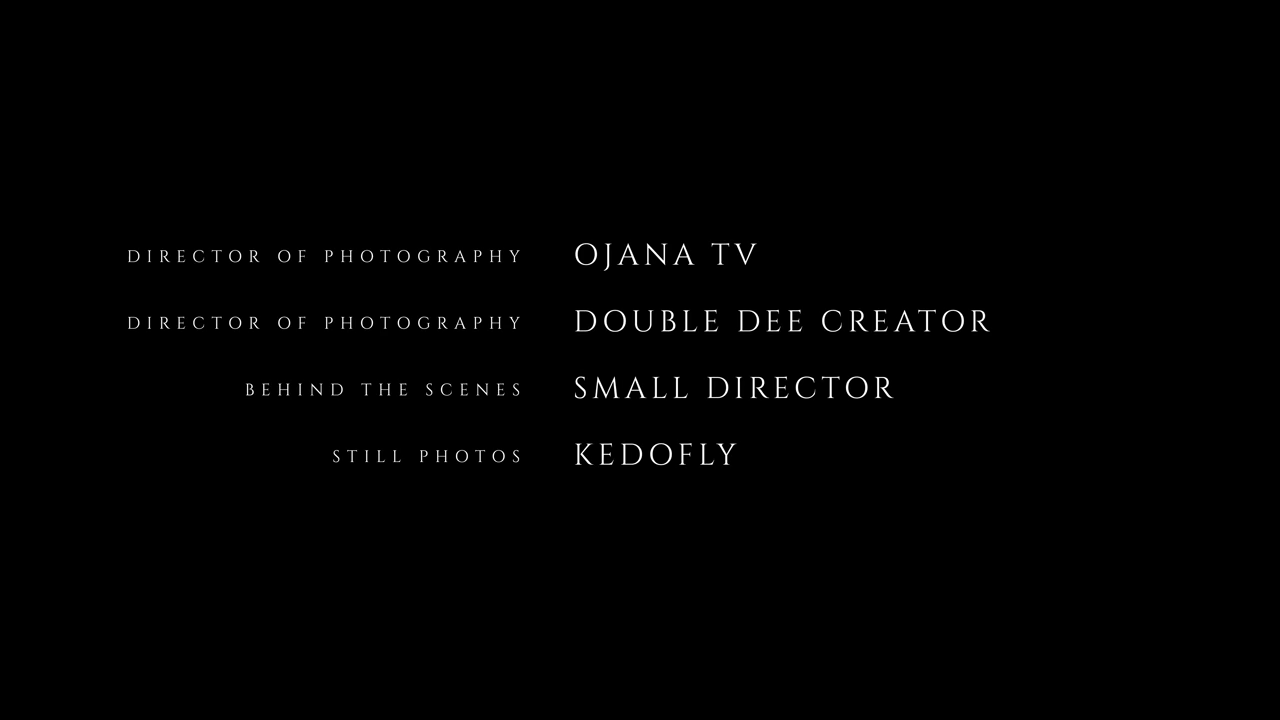 DIRECTOR OF PHOTOGRAPHY OJANA TV
DIRECTOR OF PHOTOGRAPHY DOUBLE DEE CREATOR
BEHIND THE SCENES SMALL DIRECTOR
STILL PHOTOS KEDOFLY